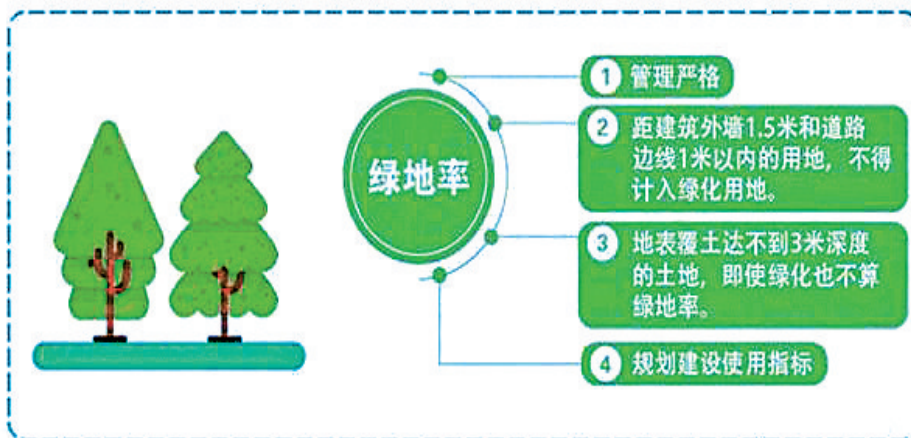 绿地率
1 管理严格
2 距建筑外墙1.5米和道路
边线1米以内的用地，不得
计入绿化用地。
3 地表覆土达不到3米深度
的土地，即使绿化也不算
绿地率。
4 规划建设使用指标